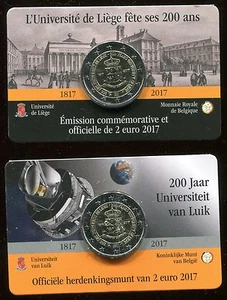 L'Université de Liège fête ses 200 ans
1817 2017
Université de Liège
Monnaie Royale de Belgique
Émission commémorative et
officielle de 2 euro 2017
200 Jaar
Universiteit
van Luik
1817 2017
Universiteit van Luik
Koninklijke Munt van België
Officiële herdenkingsmunt van 2 euro 2017